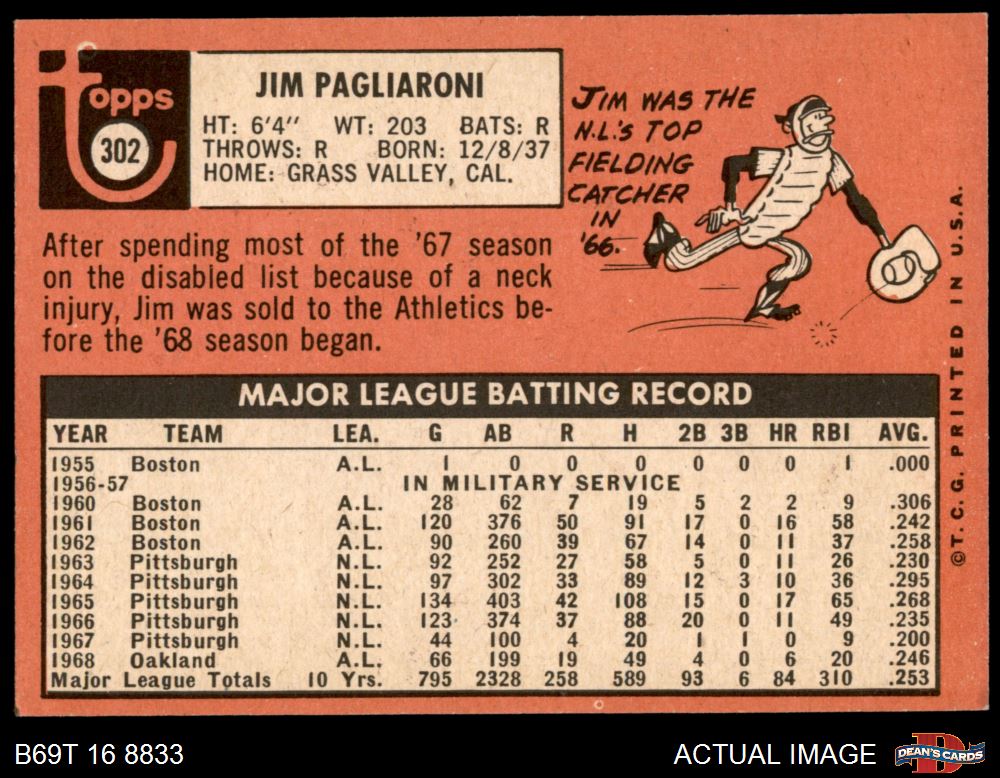 topps
302
JIM PAGLIARONI
HT: 6'4" WT: 203 BATS: R
THROWS: R BORN: 12/8/37
HOME: GRASS VALLEY, CAL.
JIM WAS THE
N.L.'S TOP
FIELDING
CATCHER
IN
'66.
After spending most of the '67 season
on the disabled list because of a neck
injury, Jim was sold to the Athletics be-
fore the '68 season began.
MAJOR LEAGUE BATTING RECORD
YEAR TEAM LEA. G AB R H 2B 3B HR RBI AVG.
1955 Boston A.L. 1 0 0 0 0 0 0 1 .000
1956-57 IN MILITARY SERVICE
1960 Boston A.L. 28 62 7 19 5 2 2 9 .306
1961 Boston A.L. 120 376 50 91 17 0 16 58 .242
1962 Boston A.L. 90 260 39 67 14 0 11 37 .258
1963 Pittsburgh N.L. 92 252 27 58 5 0 11 26 .230
1964 Pittsburgh N.L. 97 302 33 89 12 3 10 36 .295
1965 Pittsburgh N.L. 134 403 42 108 15 0 17 65 .268
1966 Pittsburgh N.L. 123 374 37 88 20 0 11 49 .235
1967 Pittsburgh N.L. 44 100 4 20 1 1 0 9 .200
1968 Oakland A.L. 66 199 19 49 4 0 6 20 .246
Major League Totals 10 Yrs. 795 2328 258 589 93 6 84 310 .253
©T.C.G. PRINTED IN U.S.A.
B69T 16 8833
ACTUAL IMAGE
D
DEAN'S CARDS